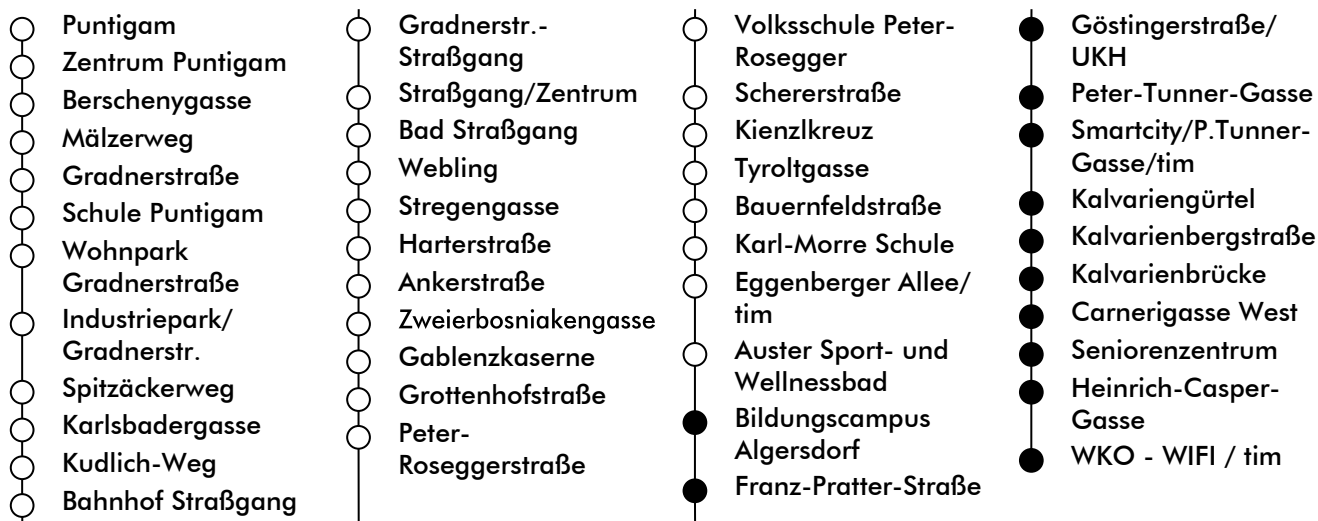 Puntigam
Zentrum Puntigam
Berschenygasse
Mälzerweg
Gradnerstraße
Schule Puntigam
Wohnpark
Gradnerstraße
Industriepark/
Gradnerstr.
Spitzäckerweg
Karlsbadergasse
Kudlich-Weg
Bahnhof Straßgang
Gradnerstr.-
Straßgang
Straßgang/Zentrum
Bad Straßgang
Webling
Stregengasse
Harterstraße
Ankerstraße
Zweierbosniakengasse
Gablenzkaserne
Grottenhofstraße
Peter-
Roseggerstraße
Volksschule Peter-
Rosegger
Schererstraße
Kienzlkreuz
Tyroltgasse
Bauernfeldstraße
Karl-Morre Schule
Eggenberger Allee/
tim
Auster Sport- und
Wellnessbad
Bildungscampus
Algersdorf
Franz-Pratter-Straße
Göstingerstraße/
UKH
Peter-Tunner-Gasse
Smartcity/P.Tunner-
Gasse/tim
Kalvariengürtel
Kalvarienbergstraße
Kalvarienbrücke
Carnerigasse West
Seniorenzentrum
Heinrich-Casper-
Gasse
WKO - WIFI / tim